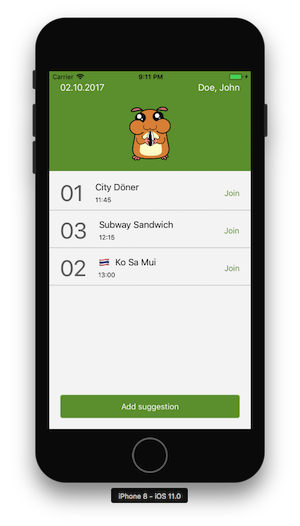 Carrier 9:11 PM
02.10.2017 Doe, John
01 City Döner Join
11:45
03 Subway Sandwich Join
12:15
02 🇹🇭 Ko Sa Mui Join
13:00
Add suggestion
iPhone 8 – iOS 11.0